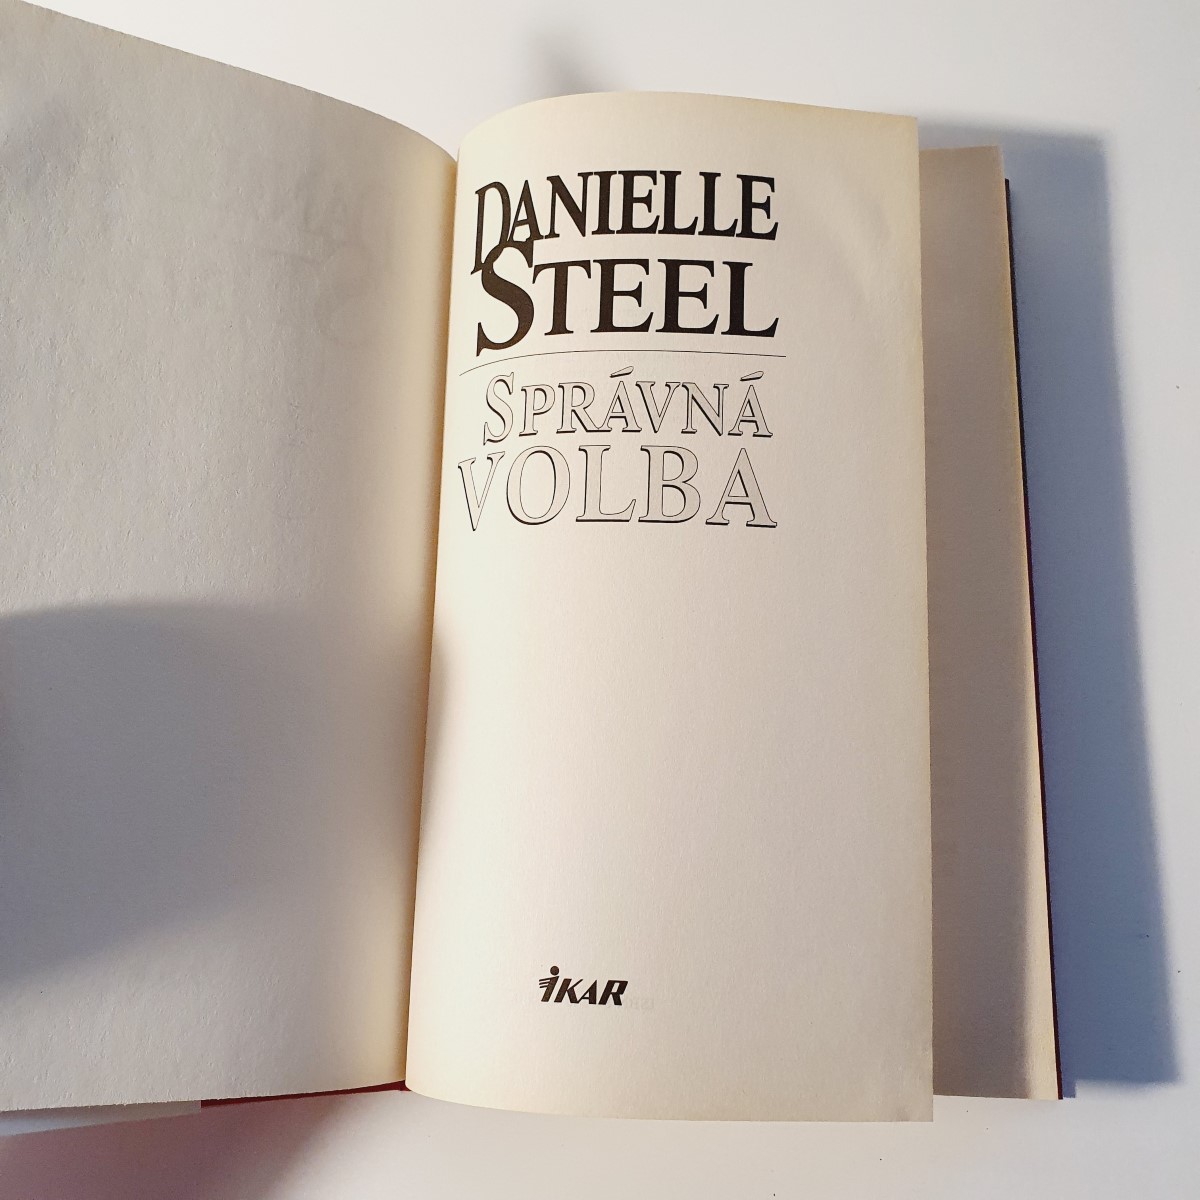 DANIELLE
STEEL
SPRÁVNÁ
VOLBA
IKAR